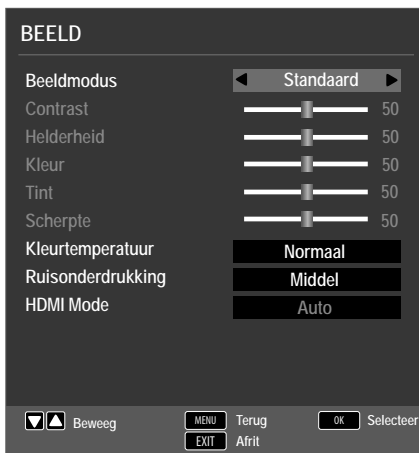 BEELD
Beeldmodus Standaard
Contrast 50
Helderheid 50
Kleur 50
Tint 50
Scherpte 50
Kleurtemperatuur Normaal
Ruisonderdrukking Middel
HDMI Mode Auto
Beweeg MENU Terug OK Selecteer
EXIT Afrit